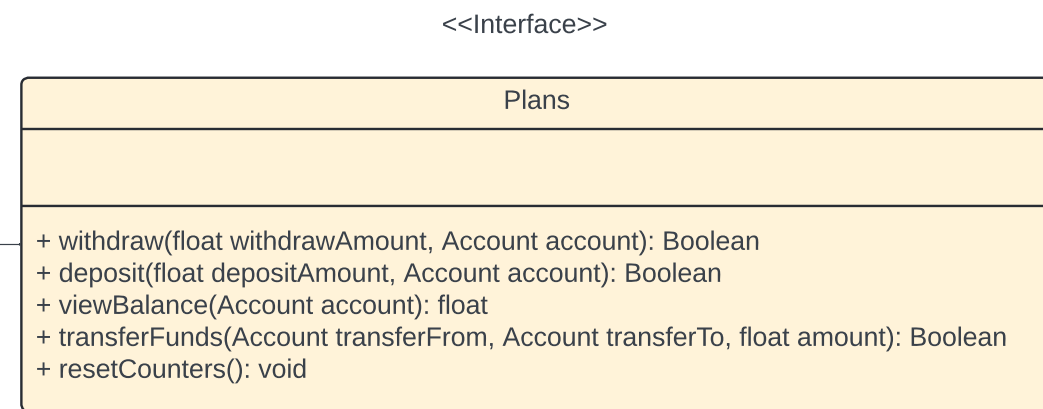 <<Interface>>
Plans
+ withdraw(float withdrawAmount, Account account): Boolean
+ deposit(float depositAmount, Account account): Boolean
+ viewBalance(Account account): float
+ transferFunds(Account transferFrom, Account transferTo, float amount): Boolean
+ resetCounters(): void